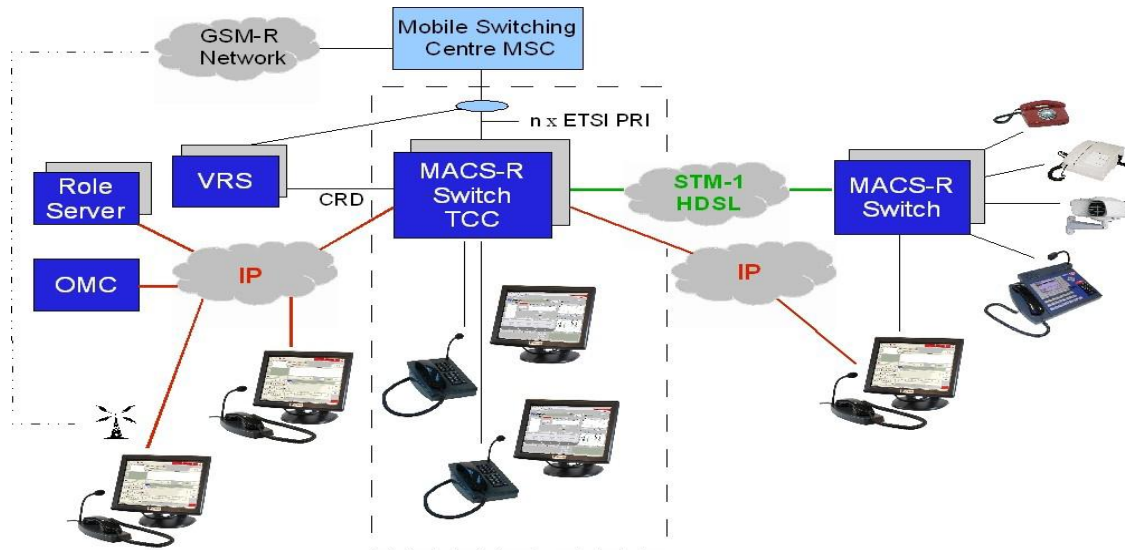 GSM-R
Network
Mobile Switching
Centre MSC
n x ETSI PRI
Role
Server
VRS
CRD
MACS-R
Switch
TCC
STM-1
HDSL
MACS-R
Switch
OMC
IP
IP